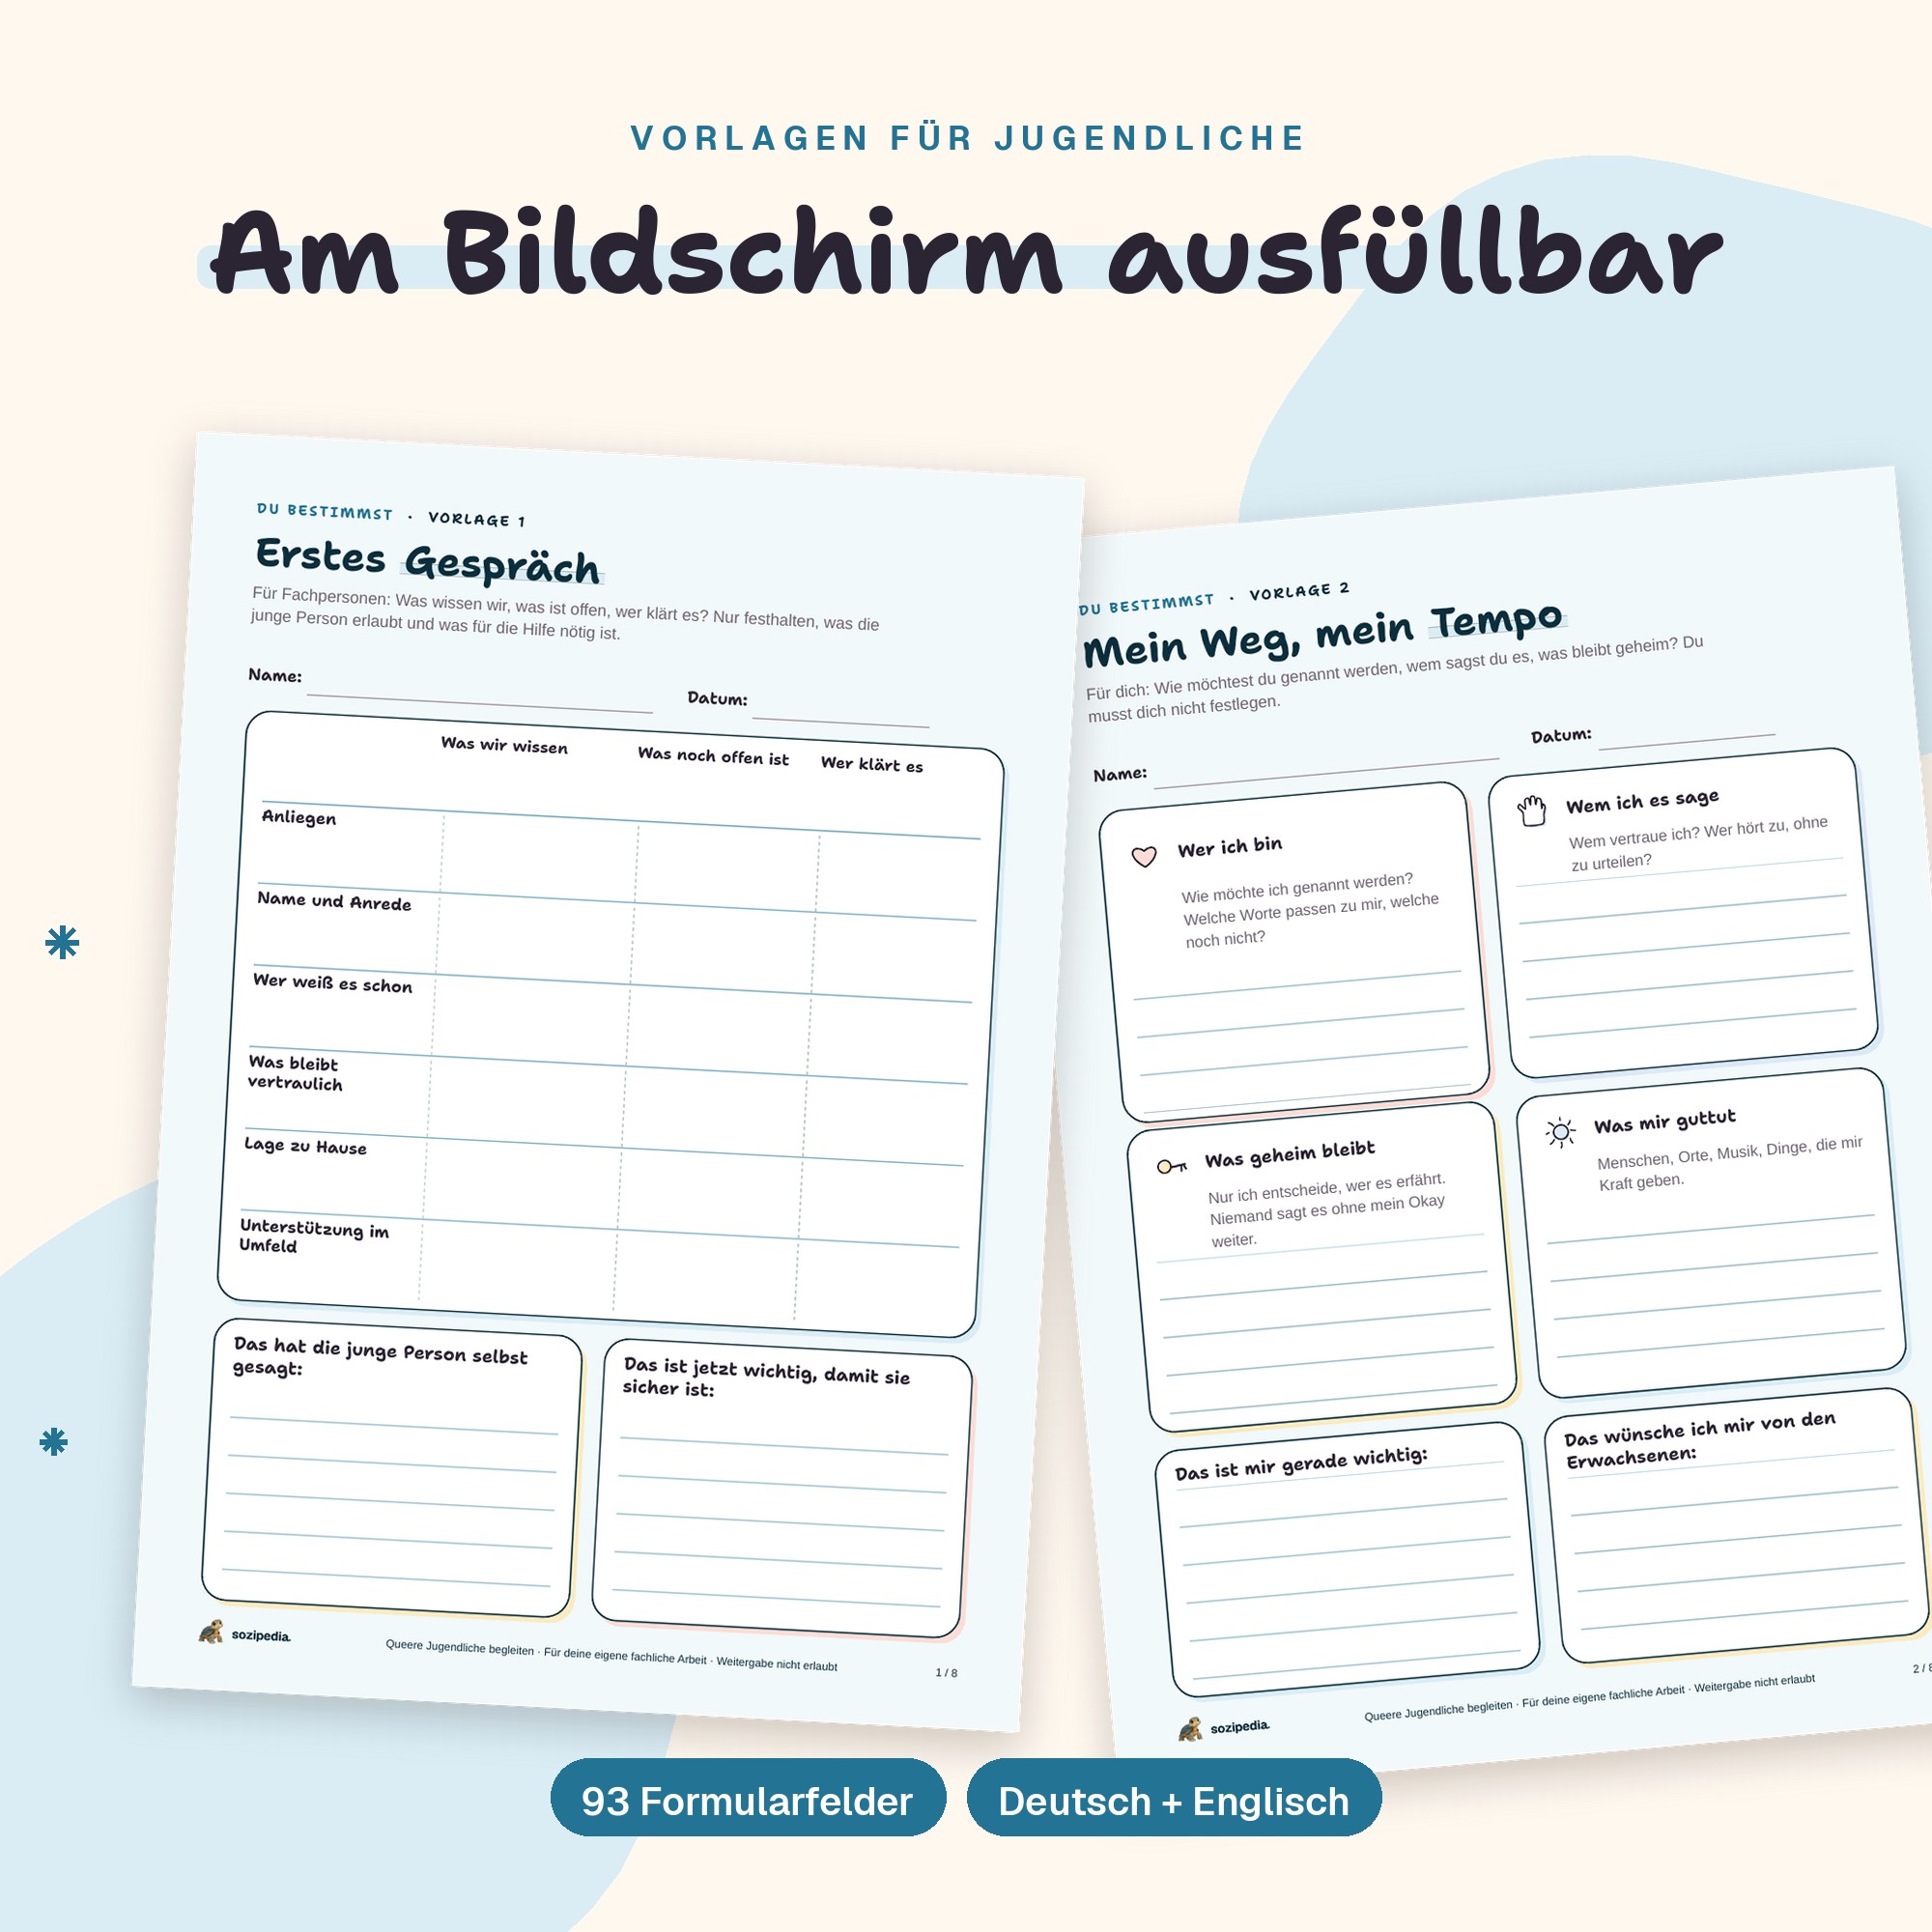 VORLAGEN FÜR JUGENDLICHE
Am Bildschirm ausfüllbar
DU BESTIMMST · VORLAGE 1
Erstes Gespräch
Für Fachpersonen: Was wissen wir, was ist offen, wer klärt es? Nur festhalten, was die
junge Person erlaubt und was für die Hilfe nötig ist.
Name:
Datum:
Was wir wissen
Was noch offen ist
Wer klärt es
Anliegen
Name und Anrede
Wer weiß es schon
Was bleibt
vertraulich
Lage zu Hause
Unterstützung im
Umfeld
Das hat die junge Person selbst
gesagt:
Das ist jetzt wichtig, damit sie
sicher ist:
sozipedia.
Queere Jugendliche begleiten · Für deine eigene fachliche Arbeit · Weitergabe nicht erlaubt
1 / 8
DU BESTIMMST · VORLAGE 2
Mein Weg, mein Tempo
Für dich: Wie möchtest du genannt werden, wem sagst du es, was bleibt geheim? Du
musst dich nicht festlegen.
Name:
Datum:
Wer ich bin
Wie möchte ich genannt werden?
Welche Worte passen zu mir, welche
noch nicht?
Wem ich es sage
Wem vertraue ich? Wer hört zu, ohne
zu urteilen?
Was geheim bleibt
Nur ich entscheide, wer es erfährt.
Niemand sagt es ohne mein Okay
weiter.
Was mir guttut
Menschen, Orte, Musik, Dinge, die mir
Kraft geben.
Das ist mir gerade wichtig:
Das wünsche ich mir von den
Erwachsenen:
sozipedia.
Queere Jugendliche begleiten · Für deine eigene fachliche Arbeit · Weitergabe nicht erlaubt
2 / 8
93 Formularfelder
Deutsch + Englisch